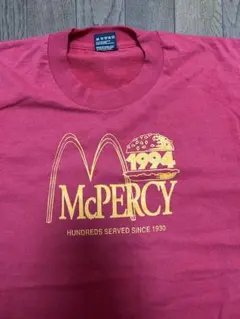 1994
McPERCY
HUNDREDS SERVED SINCE 1930